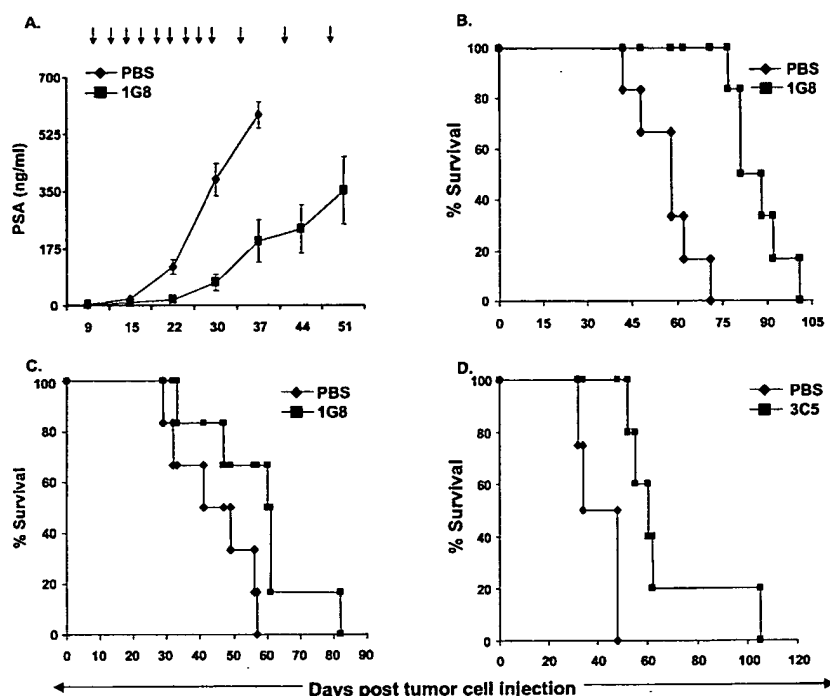 A.
PBS
1G8
PSA (ng/ml)
700
525
350
175
0
9 15 22 30 37 44 51
B.
PBS
1G8
% Survival
100
80
60
40
20
0
0 15 30 45 60 75 90 105
C.
PBS
1G8
% Survival
100
80
60
40
20
0
0 10 20 30 40 50 60 70 80 90
D.
PBS
3C5
% Survival
100
80
60
40
20
0
0 20 40 60 80 100 120
Days post tumor cell injection